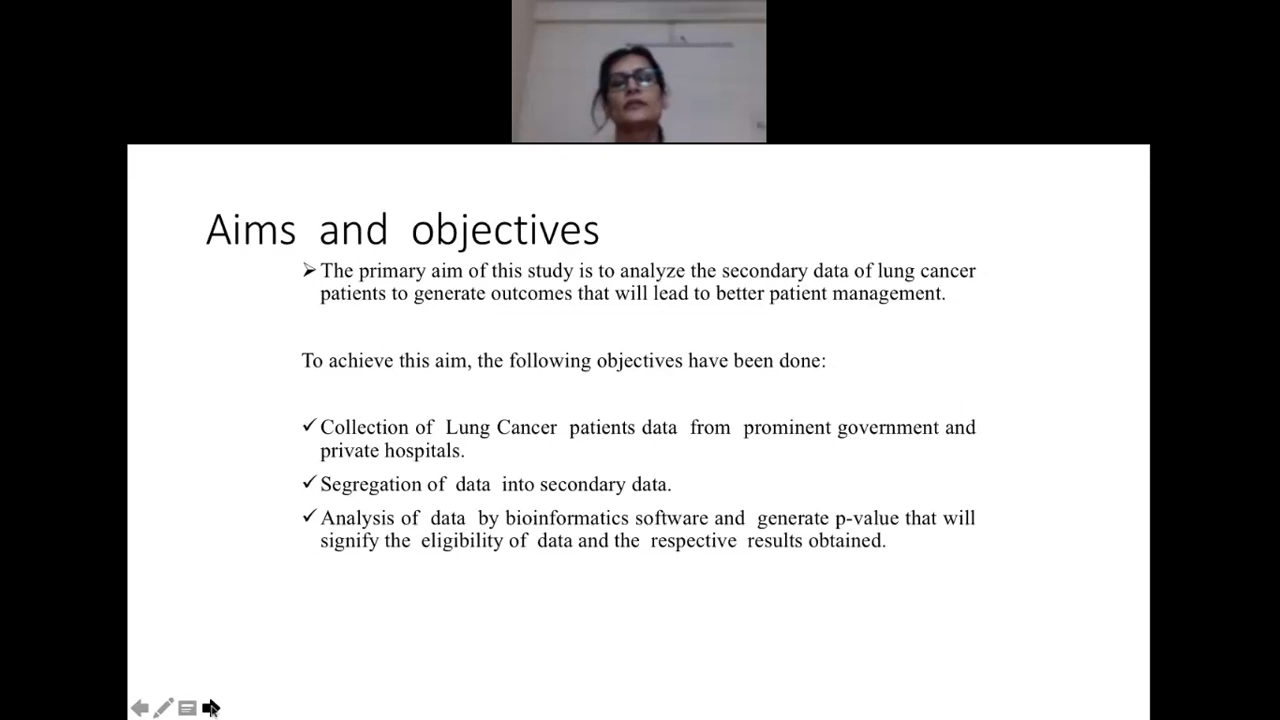 Aims and objectives
➢ The primary aim of this study is to analyze the secondary data of lung cancer
patients to generate outcomes that will lead to better patient management.
To achieve this aim, the following objectives have been done:
✓ Collection of Lung Cancer patients data from prominent government and
private hospitals.
✓ Segregation of data into secondary data.
✓ Analysis of data by bioinformatics software and generate p-value that will
signify the eligibility of data and the respective results obtained.